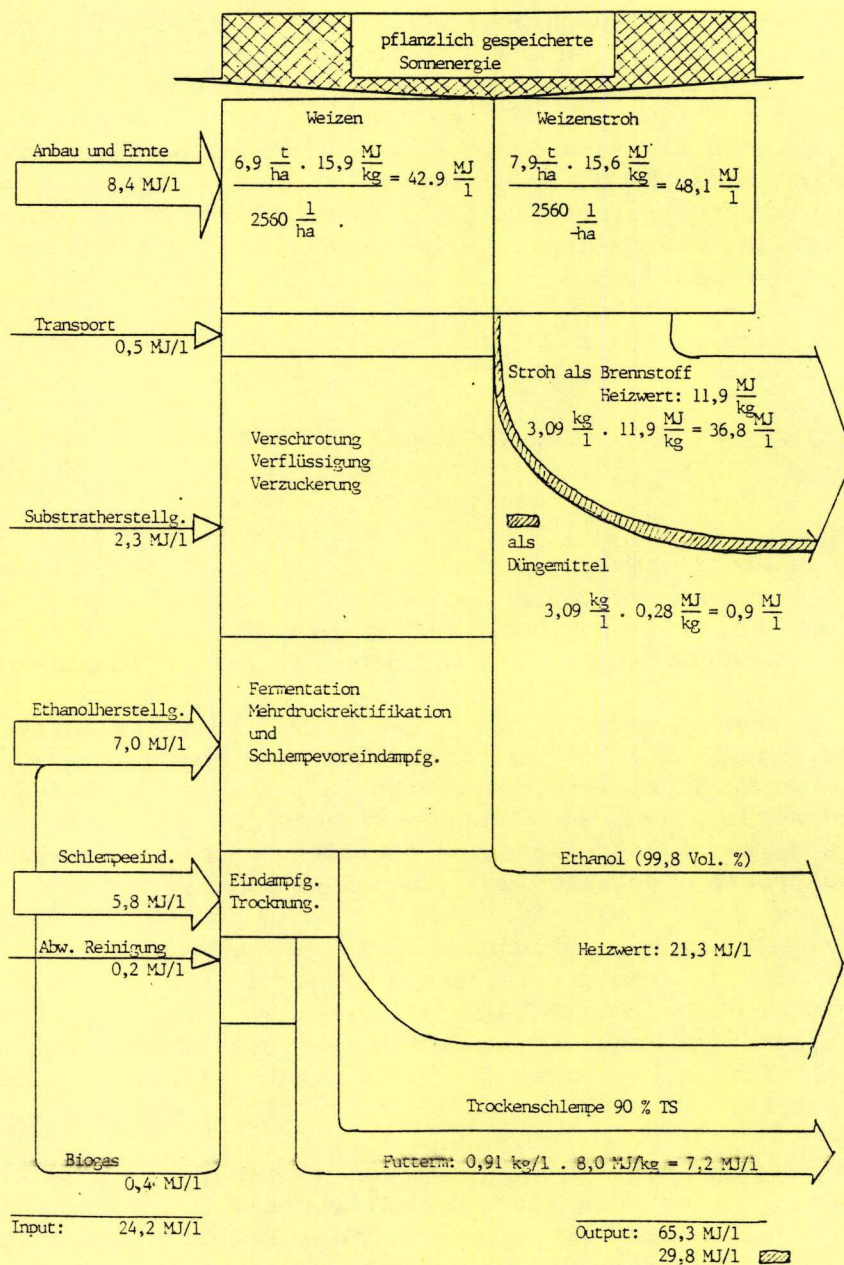 pflanzlich gespeicherte
Sonnenergie
Weizen
6,9 t/ha . 15,9 MJ/kg
2560 l/ha .
= 42.9 MJ/l
Weizenstroh
7,9 t/ha . 15,6 MJ/kg
2560 l/-ha
= 48,1 MJ/l
Anbau und Ernte
8,4 MJ/l
Transport
0,5 MJ/l
Stroh als Brennstoff
Heizwert: 11,9 MJ/kg
3,09 kg/l . 11,9 MJ/kg = 36,8 MJ/l
Verschrotung
Verflüssigung
Verzuckerung
Substratherstellg.
2,3 MJ/l
als
Düngemittel
3,09 kg/l . 0,28 MJ/kg = 0,9 MJ/l
Fermentation
Mehrdruckrektifikation
und
Schlempevoreindampfg.
Ethanolherstellg.
7,0 MJ/l
Schlempeeind.
5,8 MJ/l
Eindampfg.
Trocknung.
Ethanol (99,8 Vol. %)
Heizwert: 21,3 MJ/l
Abw. Reinigung
0,2 MJ/l
Trockenschlempe 90 % TS
Futterm: 0,91 kg/l . 8,0 MJ/kg = 7,2 MJ/l
Biogas
0,4 MJ/l
Input: 24,2 MJ/l
Output: 65,3 MJ/l
29,8 MJ/l